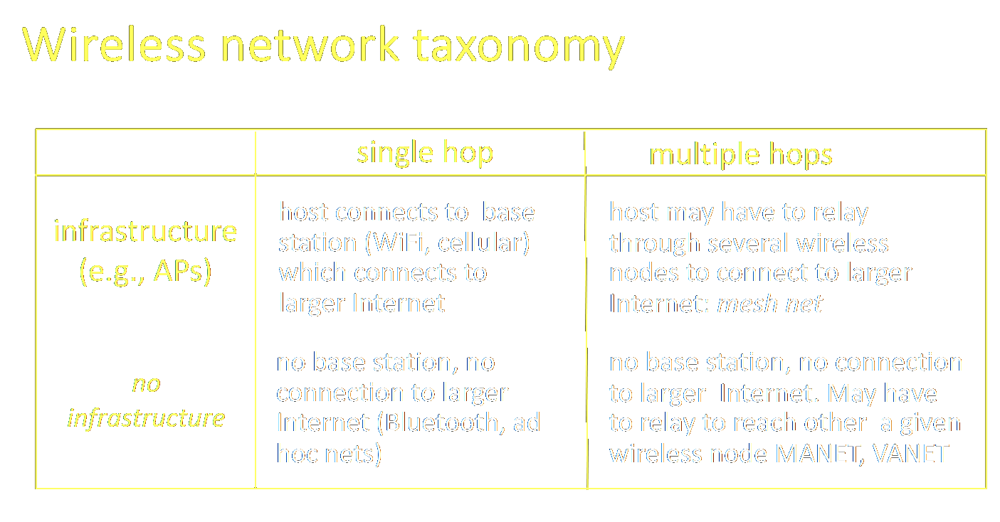 Wireless network taxonomy
single hop
multiple hops
infrastructure
(e.g., APs)
host connects to base
station (WiFi, cellular)
which connects to
larger Internet
host may have to relay
through several wireless
nodes to connect to larger
Internet: mesh net
no
infrastructure
no base station, no
connection to larger
Internet (Bluetooth, ad
hoc nets)
no base station, no connection
to larger Internet. May have
to relay to reach other a given
wireless node MANET, VANET